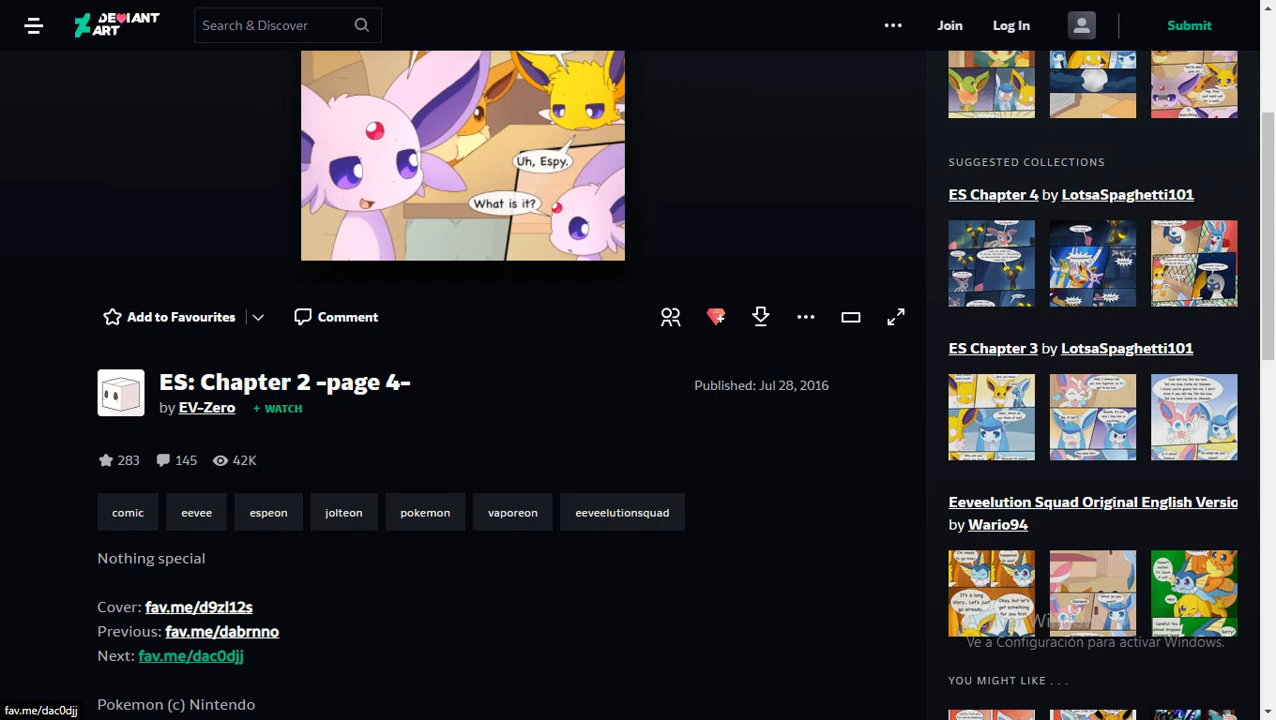 DEVIANT ART
Search & Discover
Join
Log In
Submit
Uh, Espy.
What is it?
Add to Favourites
Comment
ES: Chapter 2 -page 4-
by EV-Zero + WATCH
Published: Jul 28, 2016
283 145 42K
comic eevee espeon jolteon pokemon vaporeon eeveelutionsquad
Nothing special
Cover: fav.me/d9zl12s
Previous: fav.me/dabrnno
Next: fav.me/dac0djj
Pokemon (c) Nintendo
fav.me/dac0djj
SUGGESTED COLLECTIONS
ES Chapter 4 by LotsaSpaghetti101
ES Chapter 3 by LotsaSpaghetti101
Eeveelution Squad Original English Versio
by Wario94
Activar Windows
Ve a Configuración para activar Windows.
YOU MIGHT LIKE . . .